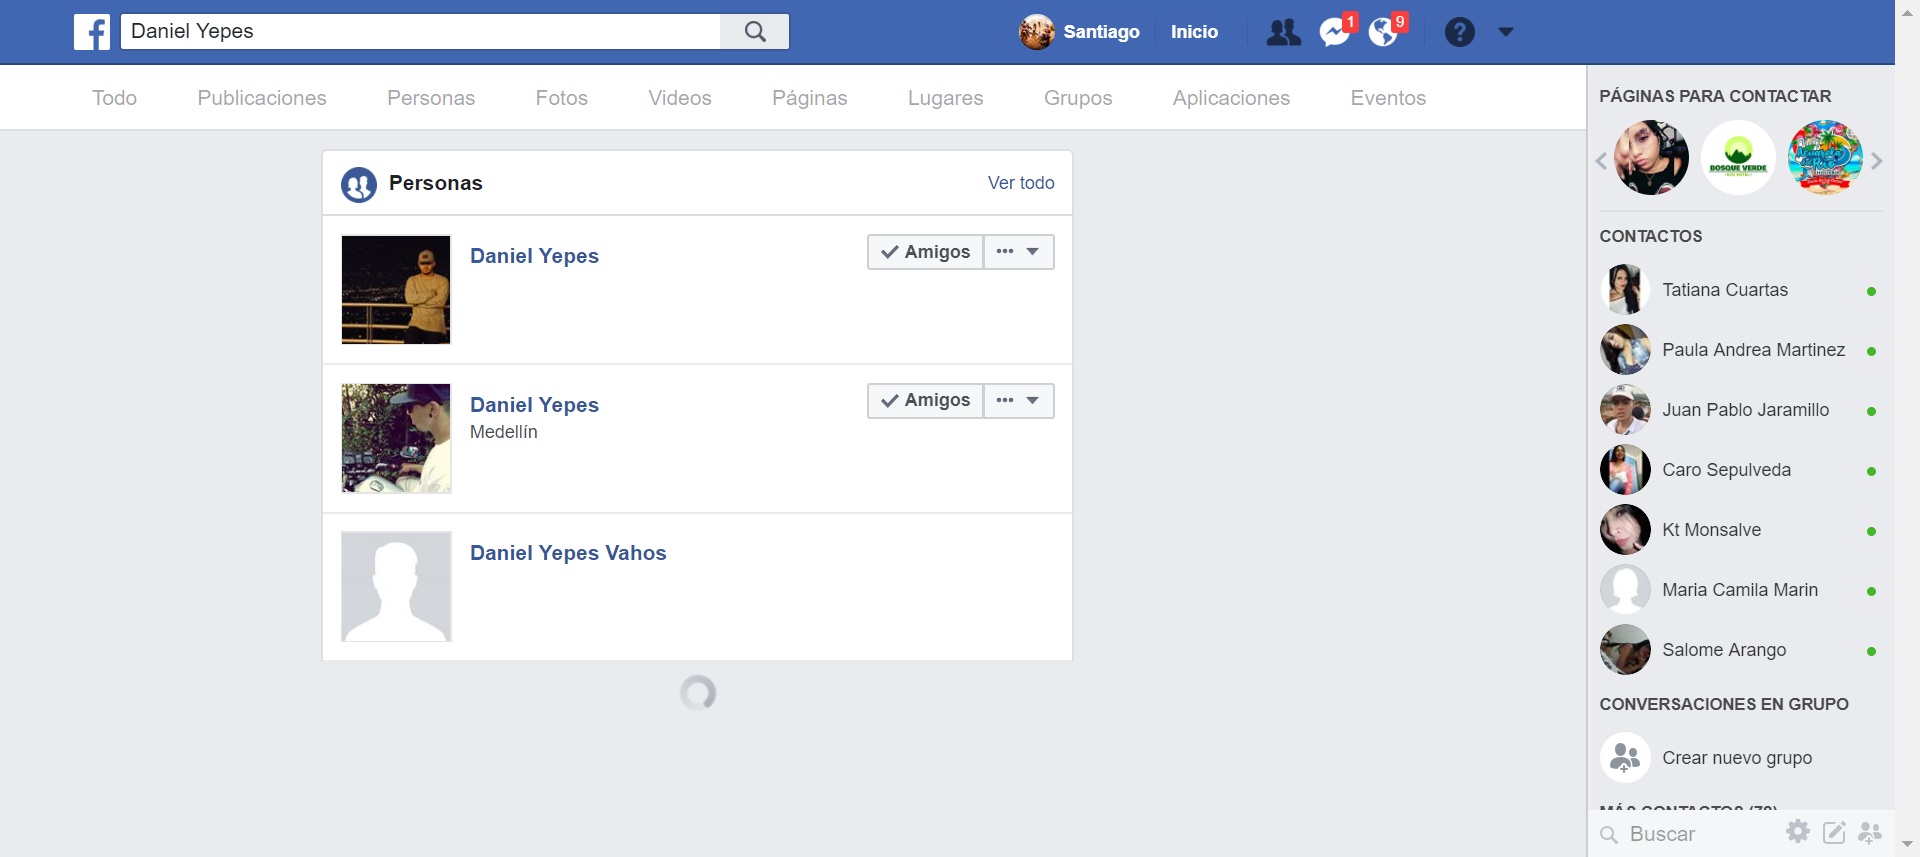 Daniel Yepes
Santiago
Inicio
1
9
?
Todo
Publicaciones
Personas
Fotos
Videos
Páginas
Lugares
Grupos
Aplicaciones
Eventos
Personas
Ver todo
Daniel Yepes
Amigos
Daniel Yepes
Medellín
Amigos
Daniel Yepes Vahos
PÁGINAS PARA CONTACTAR
BOSQUE VERDE
CONTACTOS
Tatiana Cuartas
Paula Andrea Martinez
Juan Pablo Jaramillo
Caro Sepulveda
Kt Monsalve
Maria Camila Marin
Salome Arango
CONVERSACIONES EN GRUPO
Crear nuevo grupo
MÁS CONTACTOS
Buscar